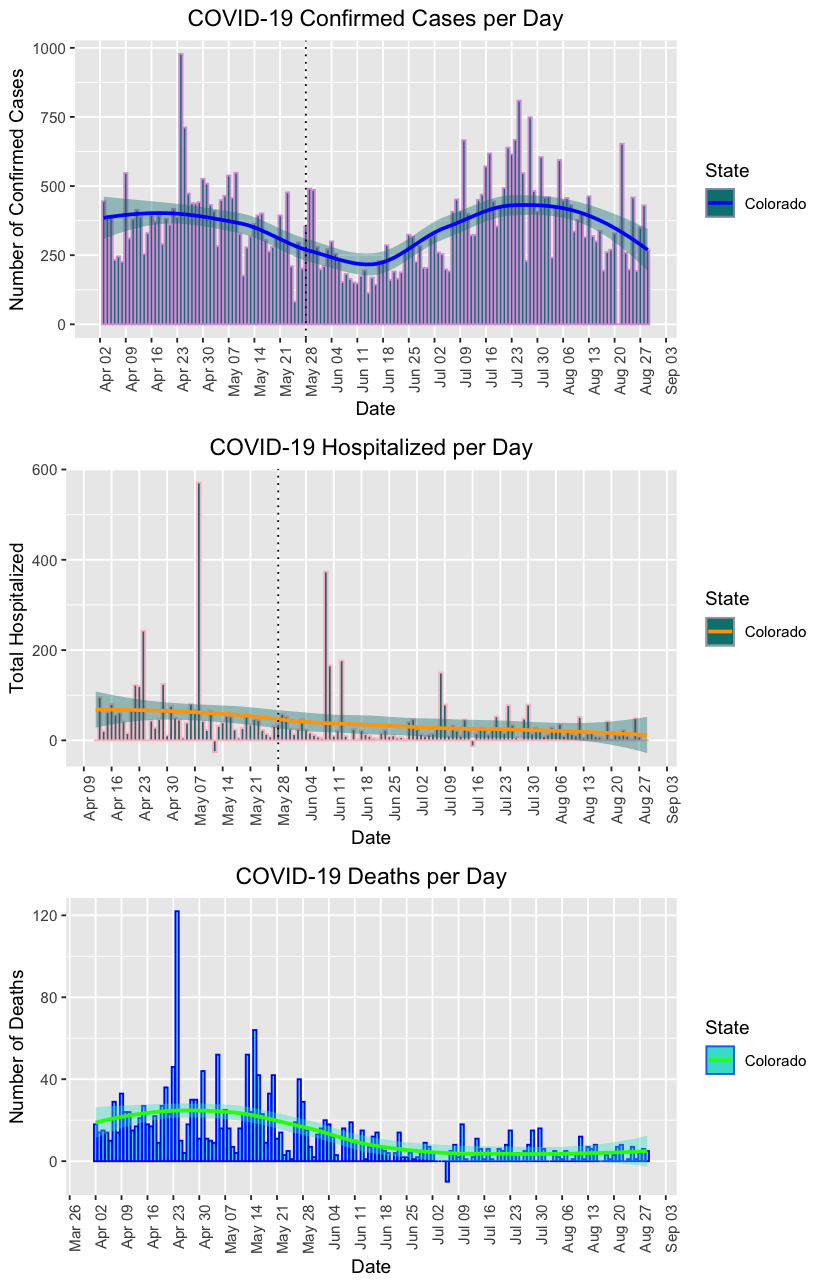 COVID-19 Confirmed Cases per Day
Number of Confirmed Cases
1000
750
500
250
0
Apr 02
Apr 09
Apr 16
Apr 23
Apr 30
May 07
May 14
May 21
May 28
Jun 04
Jun 11
Jun 18
Jun 25
Jul 02
Jul 09
Jul 16
Jul 23
Jul 30
Aug 06
Aug 13
Aug 20
Aug 27
Sep 03
Date
State
Colorado
COVID-19 Hospitalized per Day
Total Hospitalized
600
400
200
0
Apr 09
Apr 16
Apr 23
Apr 30
May 07
May 14
May 21
May 28
Jun 04
Jun 11
Jun 18
Jun 25
Jul 02
Jul 09
Jul 16
Jul 23
Jul 30
Aug 06
Aug 13
Aug 20
Aug 27
Sep 03
Date
State
Colorado
COVID-19 Deaths per Day
Number of Deaths
120
80
40
0
Mar 26
Apr 02
Apr 09
Apr 16
Apr 23
Apr 30
May 07
May 14
May 21
May 28
Jun 04
Jun 11
Jun 18
Jun 25
Jul 02
Jul 09
Jul 16
Jul 23
Jul 30
Aug 06
Aug 13
Aug 20
Aug 27
Sep 03
Date
State
Colorado